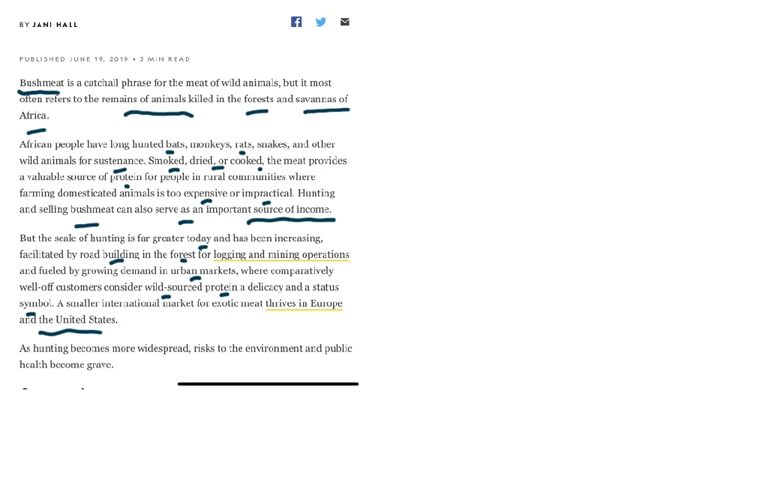 BY JANI HALL
PUBLISHED JUNE 19, 2019 • 3 MIN READ
Bushmeat is a catchall phrase for the meat of wild animals, but it most
often refers to the remains of animals killed in the forests and savannas of
Africa.
African people have long hunted bats, monkeys, rats, snakes, and other
wild animals for sustenance. Smoked, dried, or cooked, the meat provides
a valuable source of protein for people in rural communities where
farming domesticated animals is too expensive or impractical. Hunting
and selling bushmeat can also serve as an important source of income.
But the scale of hunting is far greater today and has been increasing,
facilitated by road building in the forest for logging and mining operations
and fueled by growing demand in urban markets, where comparatively
well-off customers consider wild-sourced protein a delicacy and a status
symbol. A smaller international market for exotic meat thrives in Europe
and the United States.
As hunting becomes more widespread, risks to the environment and public
health become grave.